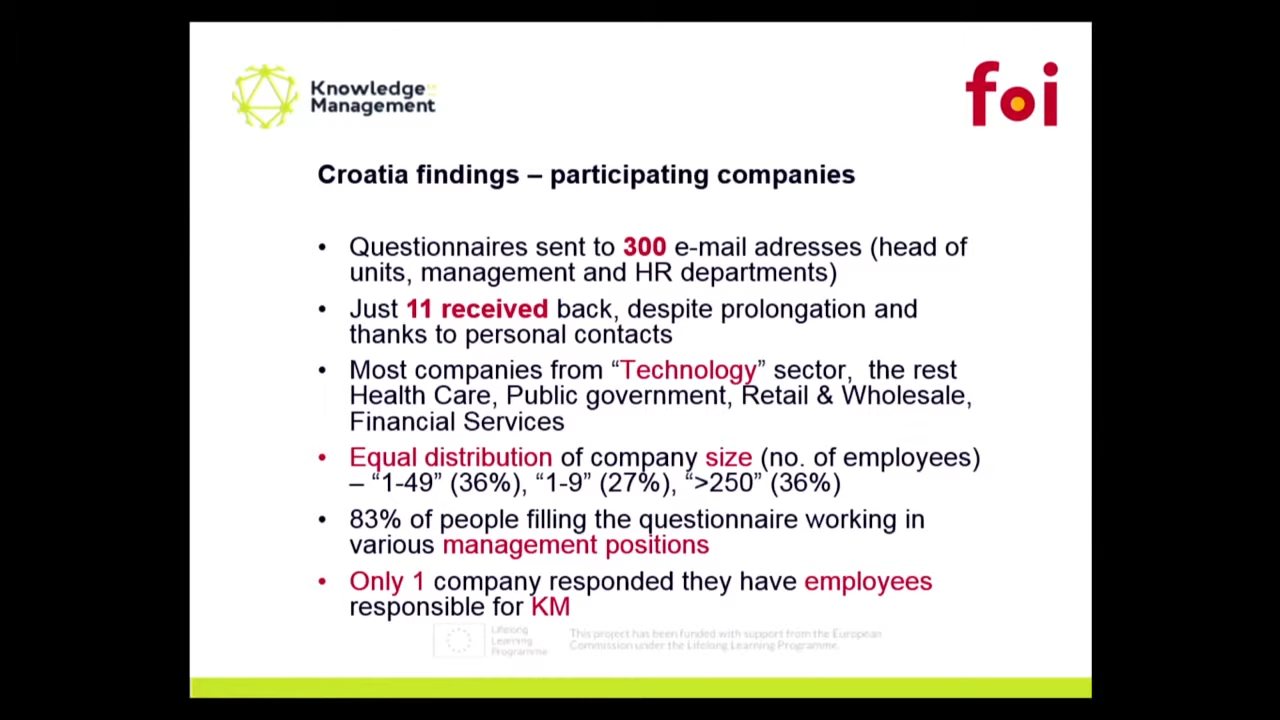 Knowledge
Management
foi
Croatia findings – participating companies
• Questionnaires sent to 300 e-mail adresses (head of
units, management and HR departments)
• Just 11 received back, despite prolongation and
thanks to personal contacts
• Most companies from “Technology” sector, the rest
Health Care, Public government, Retail & Wholesale,
Financial Services
• Equal distribution of company size (no. of employees)
– “1-49” (36%), “1-9” (27%), “>250” (36%)
• 83% of people filling the questionnaire working in
various management positions
• Only 1 company responded they have employees
responsible for KM
Lifelong
Learning
Programme
This project has been funded with support from the European
Commission under the Lifelong Learning Programme.